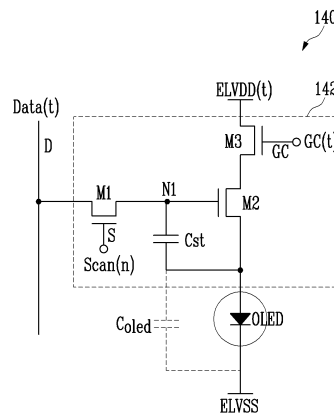 140
142
ELVDD(t)
Data(t)
D
M3
GC
GC(t)
M1
N1
M2
S
Cst
Scan(n)
Coled
OLED
ELVSS